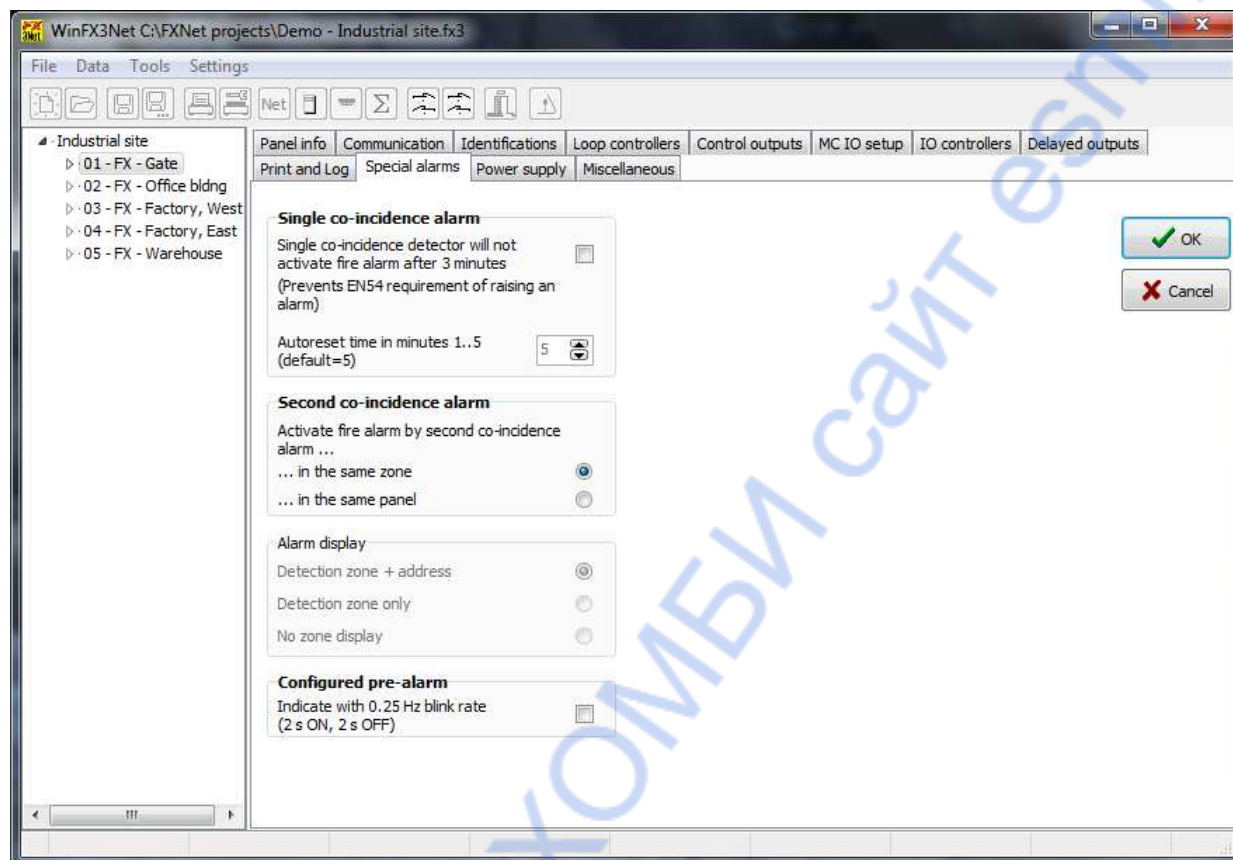 WinFX3Net C:\FXNet projects\Demo - Industrial site.fx3
File Data Tools Settings
Net
Industrial site
01 - FX - Gate
02 - FX - Office bldng
03 - FX - Factory, West
04 - FX - Factory, East
05 - FX - Warehouse
Panel info Communication Identifications Loop controllers Control outputs MC IO setup IO controllers Delayed outputs
Print and Log Special alarms Power supply Miscellaneous
Single co-incidence alarm
Single co-incidence detector will not
activate fire alarm after 3 minutes
(Prevents EN54 requirement of raising an
alarm)
Autoreset time in minutes 1..5
(default=5)
5
Second co-incidence alarm
Activate fire alarm by second co-incidence
alarm ...
... in the same zone
... in the same panel
Alarm display
Detection zone + address
Detection zone only
No zone display
Configured pre-alarm
Indicate with 0.25 Hz blink rate
(2 s ON, 2 s OFF)
OK
Cancel
сайт